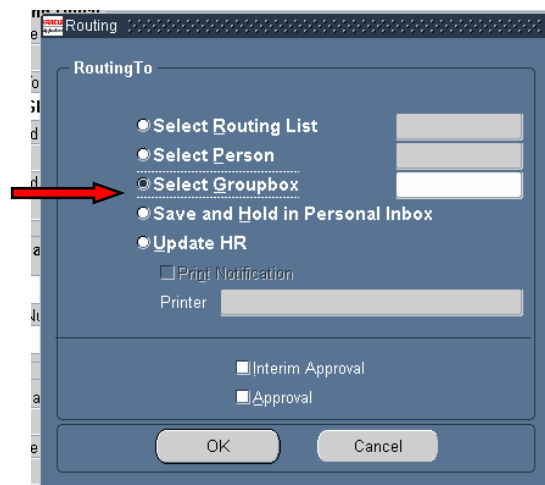 Routing
RoutingTo
Select Routing List
Select Person
Select Groupbox
Save and Hold in Personal Inbox
Update HR
Print Notification
Printer
Interim Approval
Approval
OK Cancel